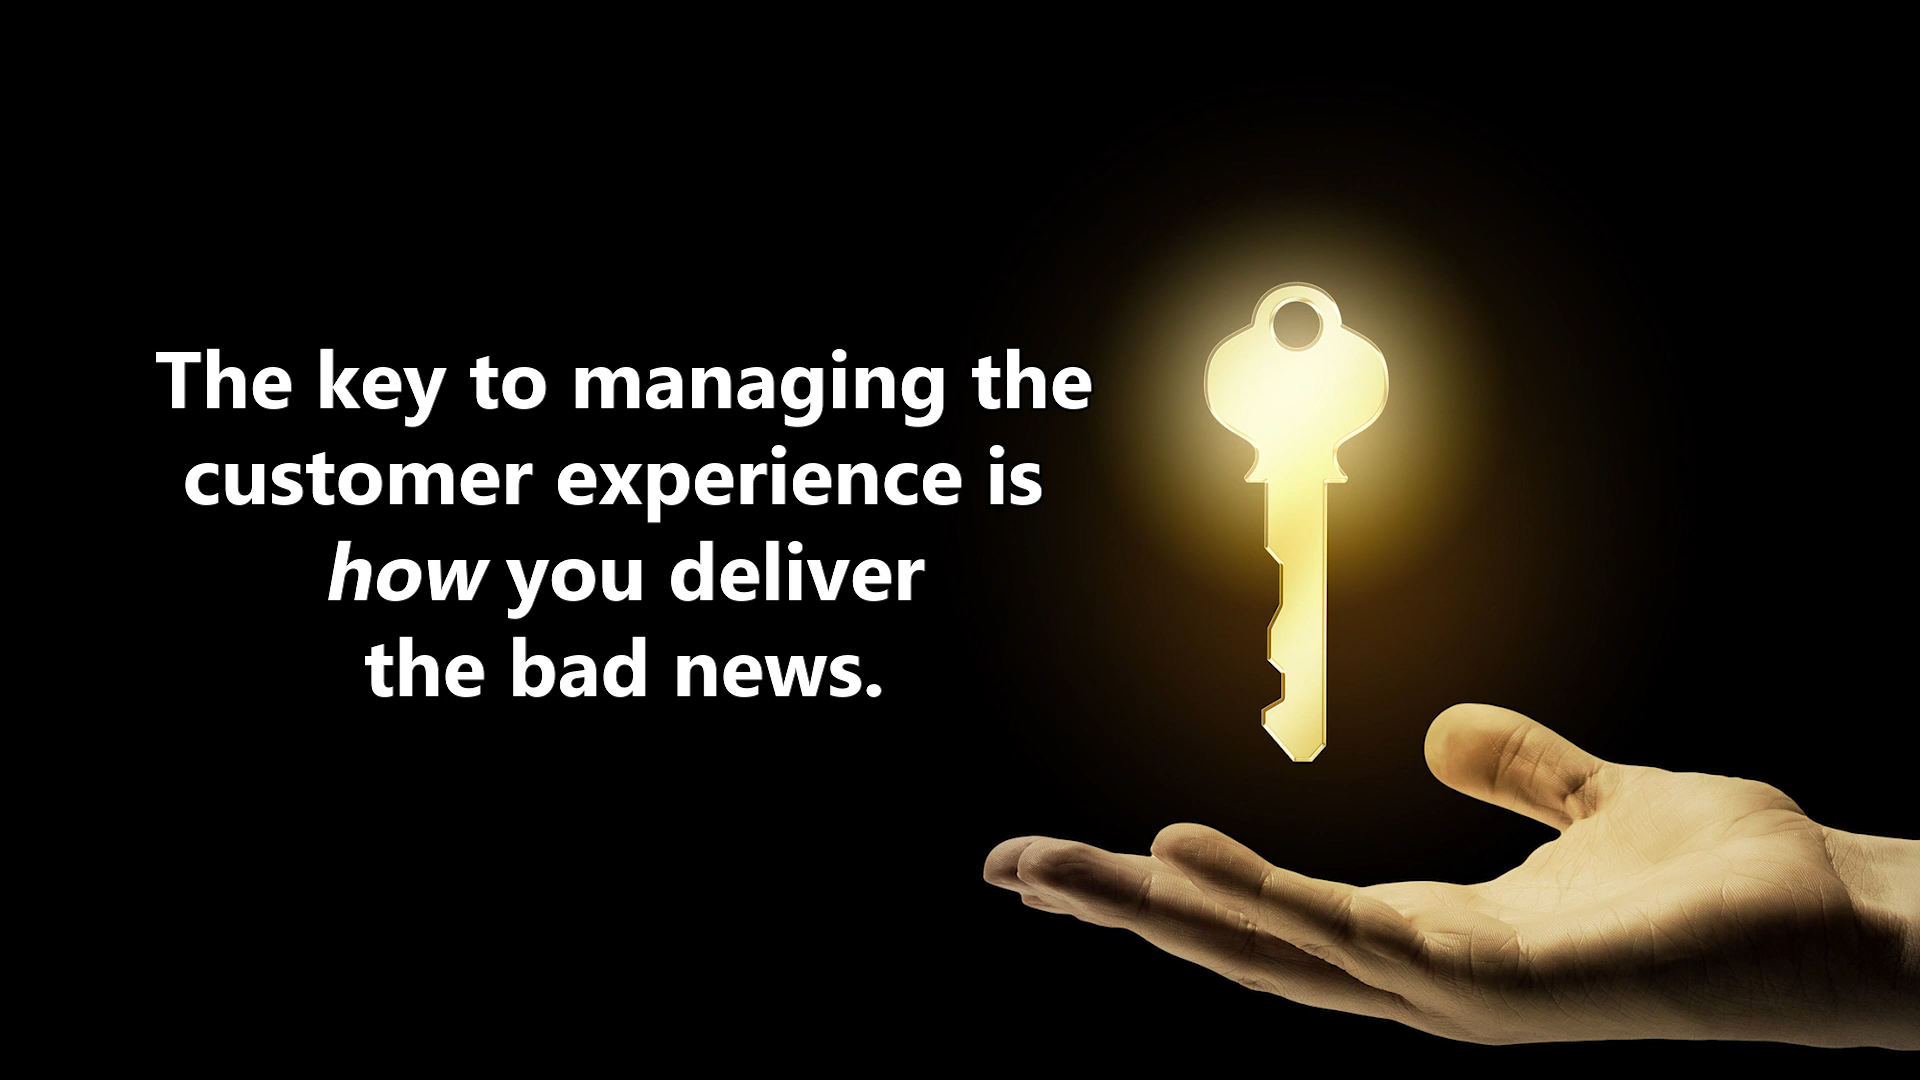 The key to managing the
customer experience is
how you deliver
the bad news.